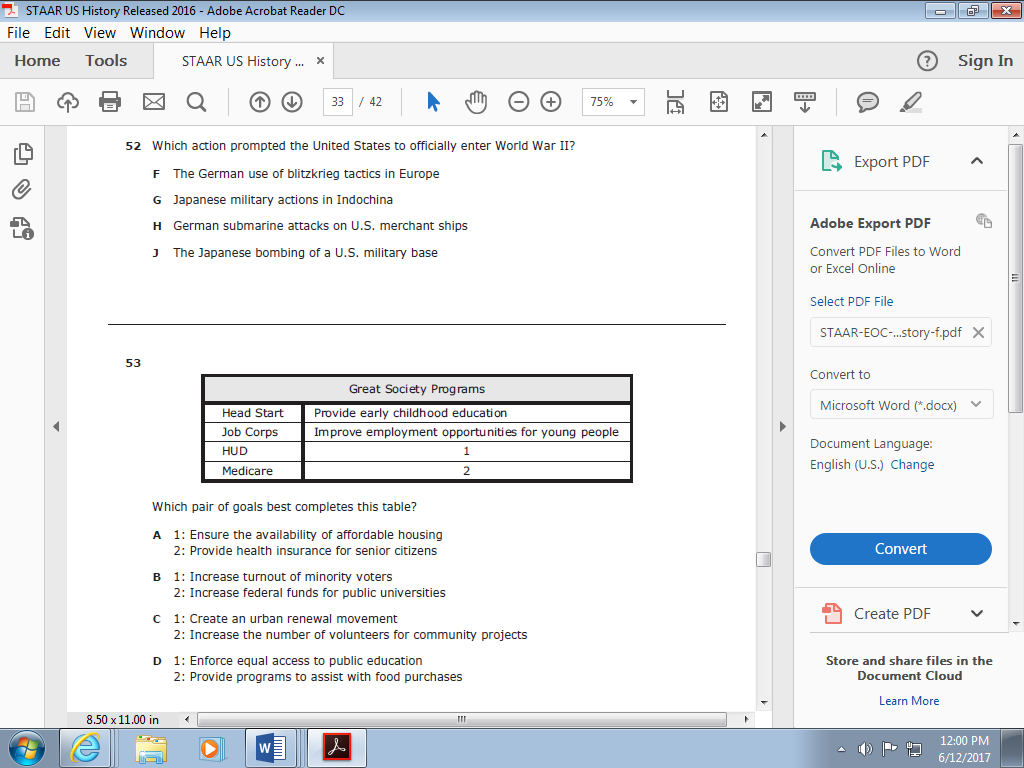 STAAR US History Released 2016 - Adobe Acrobat Reader DC
File Edit View Window Help
Home Tools STAAR US History ... × ? Sign In
33 / 42 75%
52 Which action prompted the United States to officially enter World War II?
F The German use of blitzkrieg tactics in Europe
G Japanese military actions in Indochina
H German submarine attacks on U.S. merchant ships
J The Japanese bombing of a U.S. military base
53
Great Society Programs
Head Start Provide early childhood education
Job Corps Improve employment opportunities for young people
HUD 1
Medicare 2
Which pair of goals best completes this table?
A 1: Ensure the availability of affordable housing
2: Provide health insurance for senior citizens
B 1: Increase turnout of minority voters
2: Increase federal funds for public universities
C 1: Create an urban renewal movement
2: Increase the number of volunteers for community projects
D 1: Enforce equal access to public education
2: Provide programs to assist with food purchases
8.50 x 11.00 in
Export PDF
Adobe Export PDF
Convert PDF Files to Word
or Excel Online
Select PDF File
STAAR-EOC-...story-f.pdf
Convert to
Microsoft Word (*.docx)
Document Language:
English (U.S.) Change
Convert
Create PDF
Store and share files in the
Document Cloud
Learn More
12:00 PM
6/12/2017